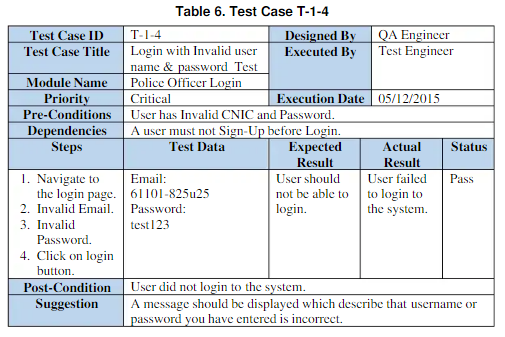 Table 6. Test Case T-1-4
Test Case ID T-1-4 Designed By QA Engineer
Test Case Title Login with Invalid user name & password Test Executed By Test Engineer
Module Name Police Officer Login
Priority Critical Execution Date 05/12/2015
Pre-Conditions User has Invalid CNIC and Password.
Dependencies A user must not Sign-Up before Login.
Steps Test Data Expected Result Actual Result Status
1. Navigate to
the login page.
2. Invalid Email.
3. Invalid
Password.
4. Click on login
button.
Email:
61101-825u25
Password:
test123
User should
not be able to
login.
User failed
to login to
the system.
Pass
Post-Condition User did not login to the system.
Suggestion A message should be displayed which describe that username or
password you have entered is incorrect.